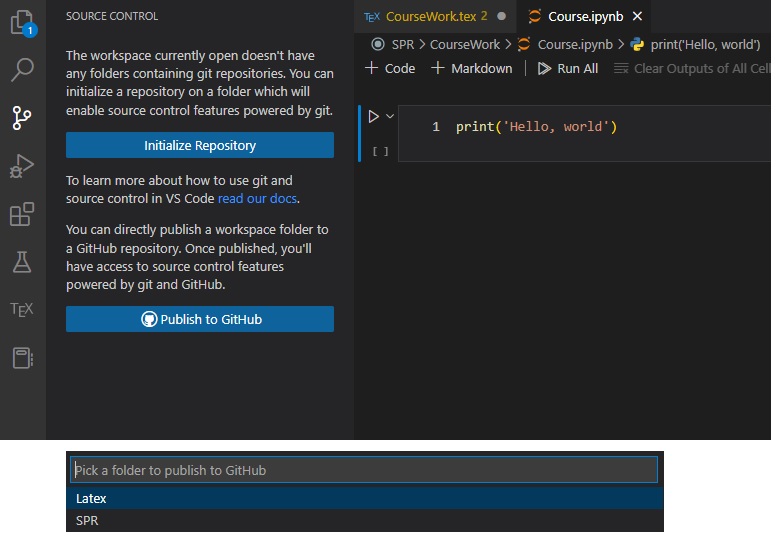 1
SOURCE CONTROL
The workspace currently open doesn't have
any folders containing git repositories. You can
initialize a repository on a folder which will
enable source control features powered by git.
Initialize Repository
To learn more about how to use git and
source control in VS Code read our docs.
You can directly publish a workspace folder to
a GitHub repository. Once published, you'll
have access to source control features
powered by git and GitHub.
Publish to GitHub
TEX
TEX CourseWork.tex 2 ● Course.ipynb ×
SPR > CourseWork > Course.ipynb > print('Hello, world')
+ Code + Markdown | Run All Clear Outputs of All Cell
1 print('Hello, world')
[ ]
Pick a folder to publish to GitHub
Latex
SPR